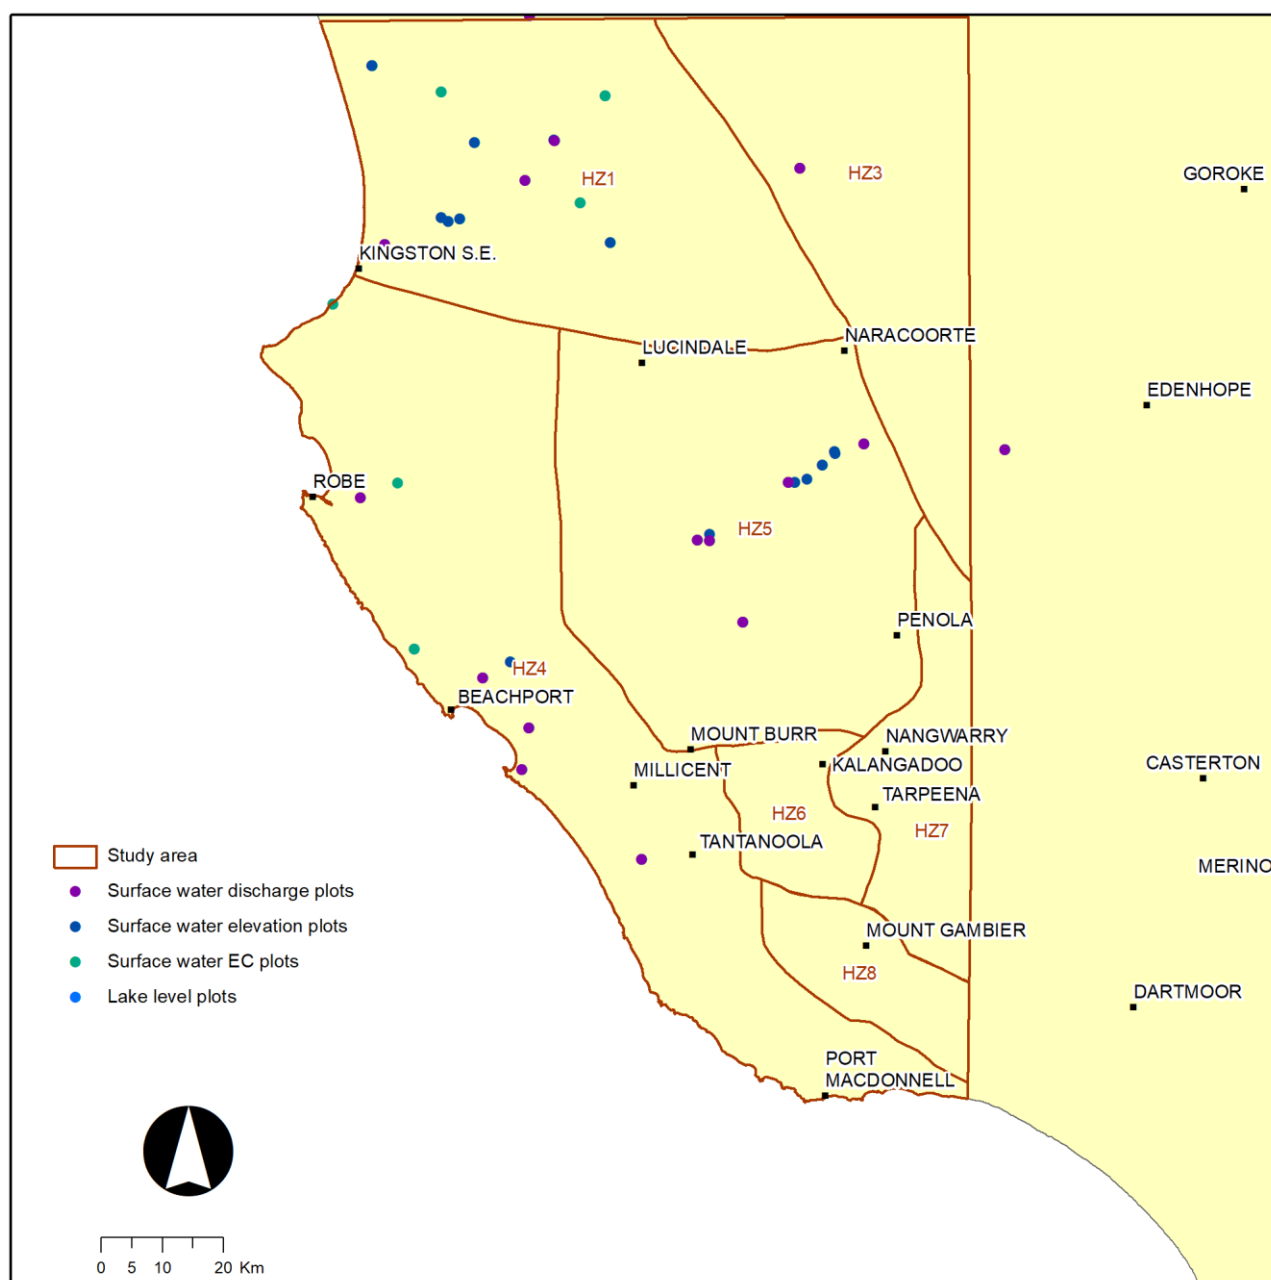 HZ1
HZ3
GOROKE
KINGSTON S.E.
NARACOORTE
LUCINDALE
EDENHOPE
ROBE
HZ5
PENOLA
HZ4
BEACHPORT
MOUNT BURR
NANGWARRY
KALANGADOO
CASTERTON
MILLICENT
TARPEENA
HZ6
HZ7
TANTANOOLA
MERINO
Study area
Surface water discharge plots
Surface water elevation plots
Surface water EC plots
Lake level plots
MOUNT GAMBIER
HZ8
DARTMOOR
PORT
MACDONNELL
0 5 10 20 Km